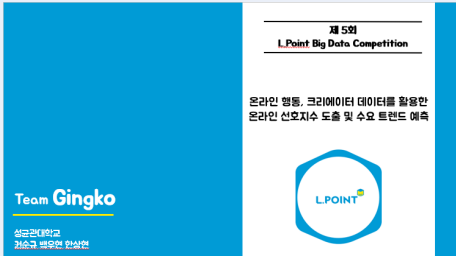 제 5회
L.Point Big Data Competition
온라인 행동, 크리에이터 데이터를 활용한
온라인 선호지수 도출 및 수요 트렌드 예측
L.POINT
Team Gingko
성균관대학교